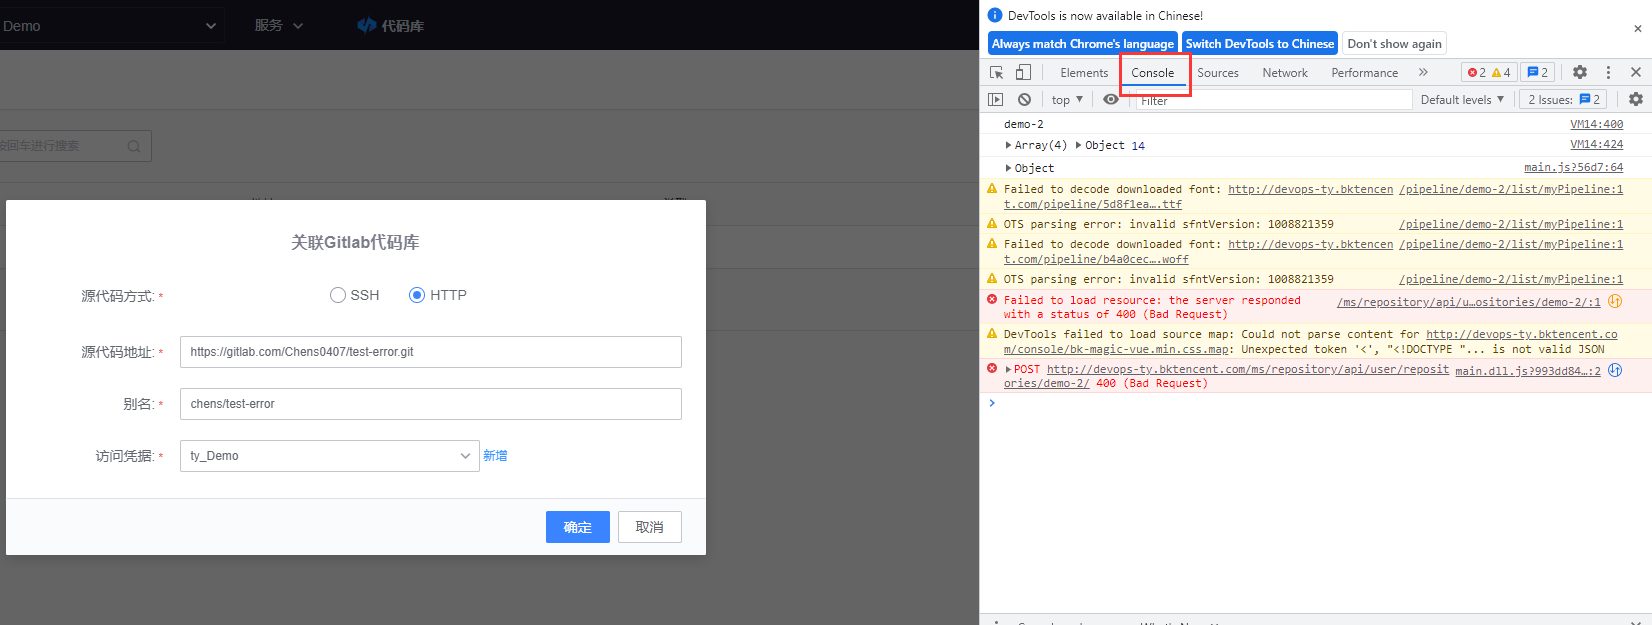 Demo
服务
代码库
按回车进行搜索
关联Gitlab代码库
源代码方式: *
SSH
HTTP
源代码地址: *
https://gitlab.com/Chens0407/test-error.git
别名: *
chens/test-error
访问凭据: *
ty_Demo
新增
确定
取消
DevTools is now available in Chinese!
Always match Chrome's language
Switch DevTools to Chinese
Don't show again
Elements
Console
Sources
Network
Performance
2
4
2
top
Filter
Default levels
2 Issues:
2
demo-2
VM14:400
Array(4)
Object
14
VM14:424
Object
main.js?56d7:64
Failed to decode downloaded font: http://devops-ty.bktencen
/pipeline/demo-2/list/myPipeline:1
t.com/pipeline/5d8f1ea….ttf
OTS parsing error: invalid sfntVersion: 1008821359
/pipeline/demo-2/list/myPipeline:1
Failed to decode downloaded font: http://devops-ty.bktencen
/pipeline/demo-2/list/myPipeline:1
t.com/pipeline/b4a0cec….woff
OTS parsing error: invalid sfntVersion: 1008821359
/pipeline/demo-2/list/myPipeline:1
Failed to load resource: the server responded
/ms/repository/api/u…ositories/demo-2/:1
with a status of 400 (Bad Request)
DevTools failed to load source map: Could not parse content for http://devops-ty.bktencent.co
m/console/bk-magic-vue.min.css.map: Unexpected token '<', "<!DOCTYPE "... is not valid JSON
POST http://devops-ty.bktencent.com/ms/repository/api/user/reposit
main.dll.js?993dd84…:2
ories/demo-2/ 400 (Bad Request)